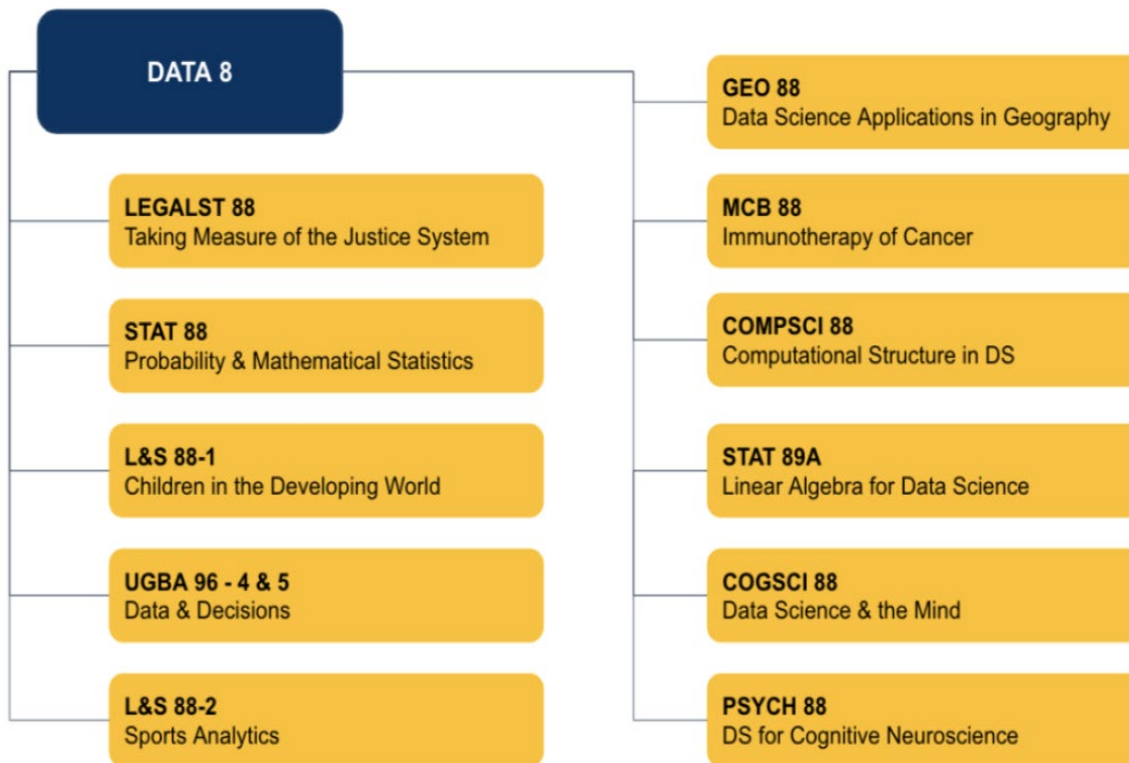 DATA 8
LEGALST 88
Taking Measure of the Justice System
STAT 88
Probability & Mathematical Statistics
L&S 88-1
Children in the Developing World
UGBA 96 - 4 & 5
Data & Decisions
L&S 88-2
Sports Analytics
GEO 88
Data Science Applications in Geography
MCB 88
Immunotherapy of Cancer
COMPSCI 88
Computational Structure in DS
STAT 89A
Linear Algebra for Data Science
COGSCI 88
Data Science & the Mind
PSYCH 88
DS for Cognitive Neuroscience